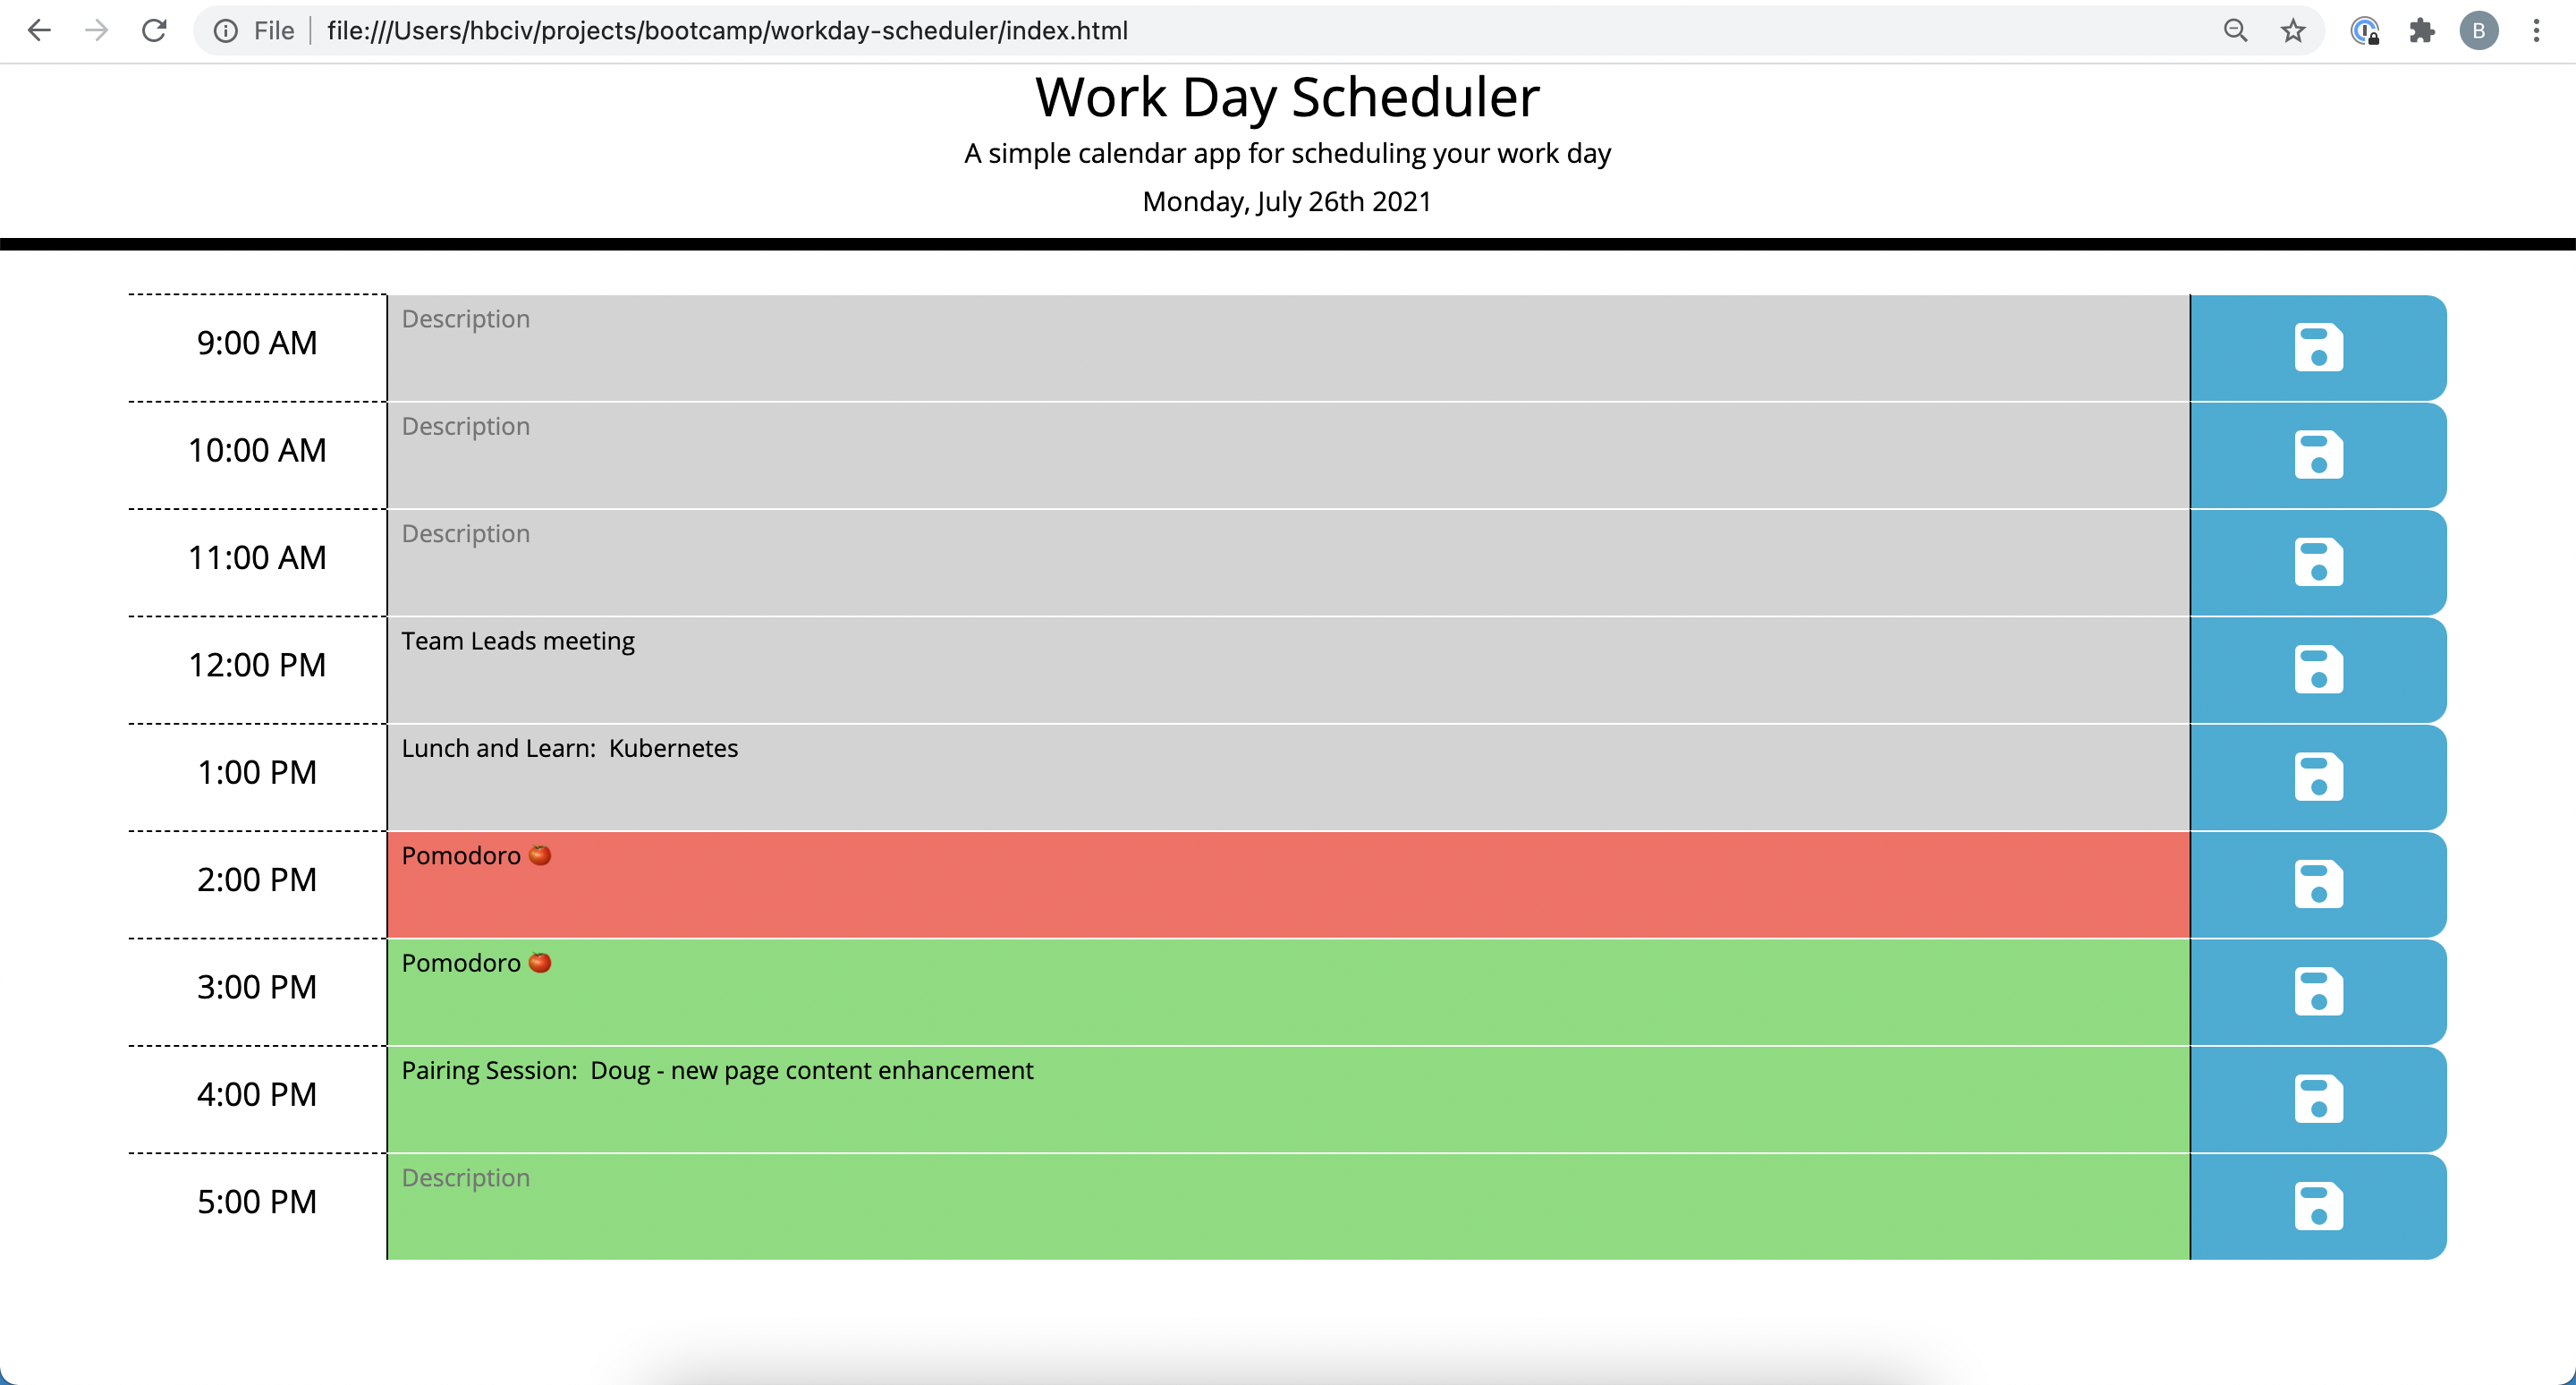 File file:///Users/hbciv/projects/bootcamp/workday-scheduler/index.html B
Work Day Scheduler
A simple calendar app for scheduling your work day
Monday, July 26th 2021
9:00 AM Description
10:00 AM Description
11:00 AM Description
12:00 PM Team Leads meeting
1:00 PM Lunch and Learn:  Kubernetes
2:00 PM Pomodoro 🍅
3:00 PM Pomodoro 🍅
4:00 PM Pairing Session:  Doug - new page content enhancement
5:00 PM Description